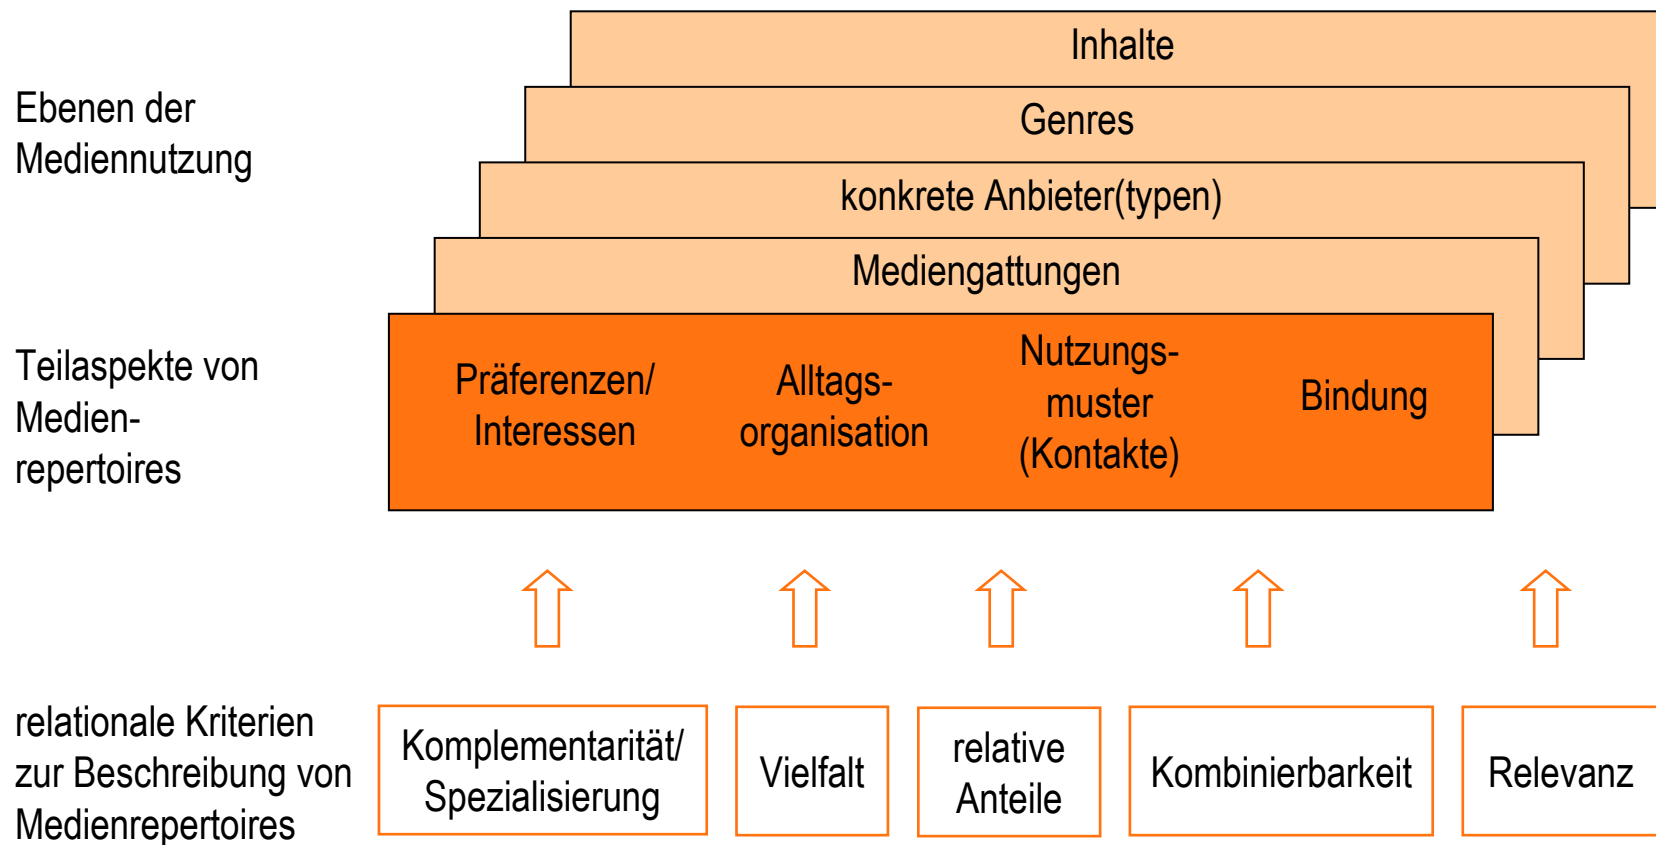 Inhalte
Genres
konkrete Anbieter(typen)
Mediengattungen
Ebenen der
Mediennutzung
Teilaspekte von
Medien-
repertoires
Präferenzen/
Interessen
Alltags-
organisation
Nutzungs-
muster
(Kontakte)
Bindung
relationale Kriterien
zur Beschreibung von
Medienrepertoires
Komplementarität/
Spezialisierung
Vielfalt
relative
Anteile
Kombinierbarkeit
Relevanz